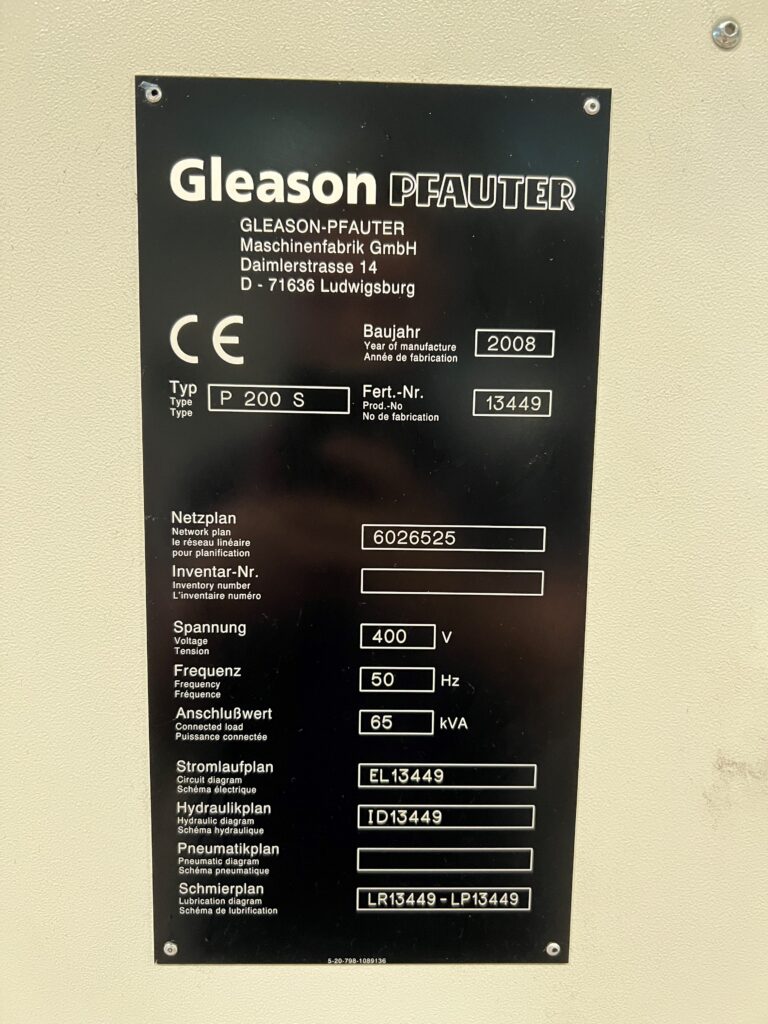 Gleason PFAUTER
GLEASON-PFAUTER
Maschinenfabrik GmbH
Daimlerstrasse 14
D - 71636 Ludwigsburg
CE
Baujahr
Year of manufacture
Année de fabrication
2008
Typ
Type
Type
P 200 S
Fert.-Nr.
Prod.-No
No de fabrication
13449
Netzplan
Network plan
le réseau linéaire
pour planification
6026525
Inventar-Nr.
Inventory number
L'inventaire numéro
Spannung
Voltage
Tension
400 V
Frequenz
Frequency
Fréquence
50 Hz
Anschlußwert
Connected load
Puissance connectée
65 kVA
Stromlaufplan
Circuit diagram
Schéma électrique
EL13449
Hydraulikplan
Hydraulic diagram
Schéma hydraulique
ID13449
Pneumatikplan
Pneumatic diagram
Schéma pneumatique
Schmierplan
Lubrication diagram
Schéma de lubrification
LR13449-LP13449
5-20-798-1089136